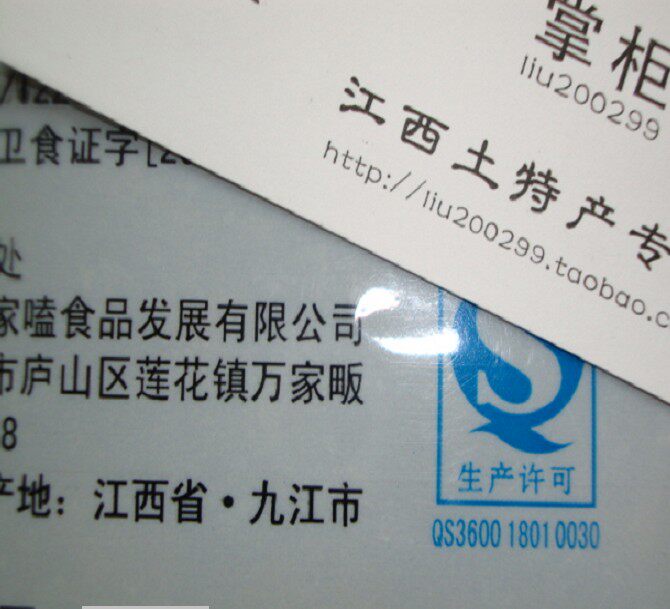 掌柜
liu200299
江西土特产专
http://liu200299.taobao.c
卫食证字[2
处
家嗑食品发展有限公司
市庐山区莲花镇万家畈
8
产地：江西省·九江市
生产许可
QS3600 1801 0030